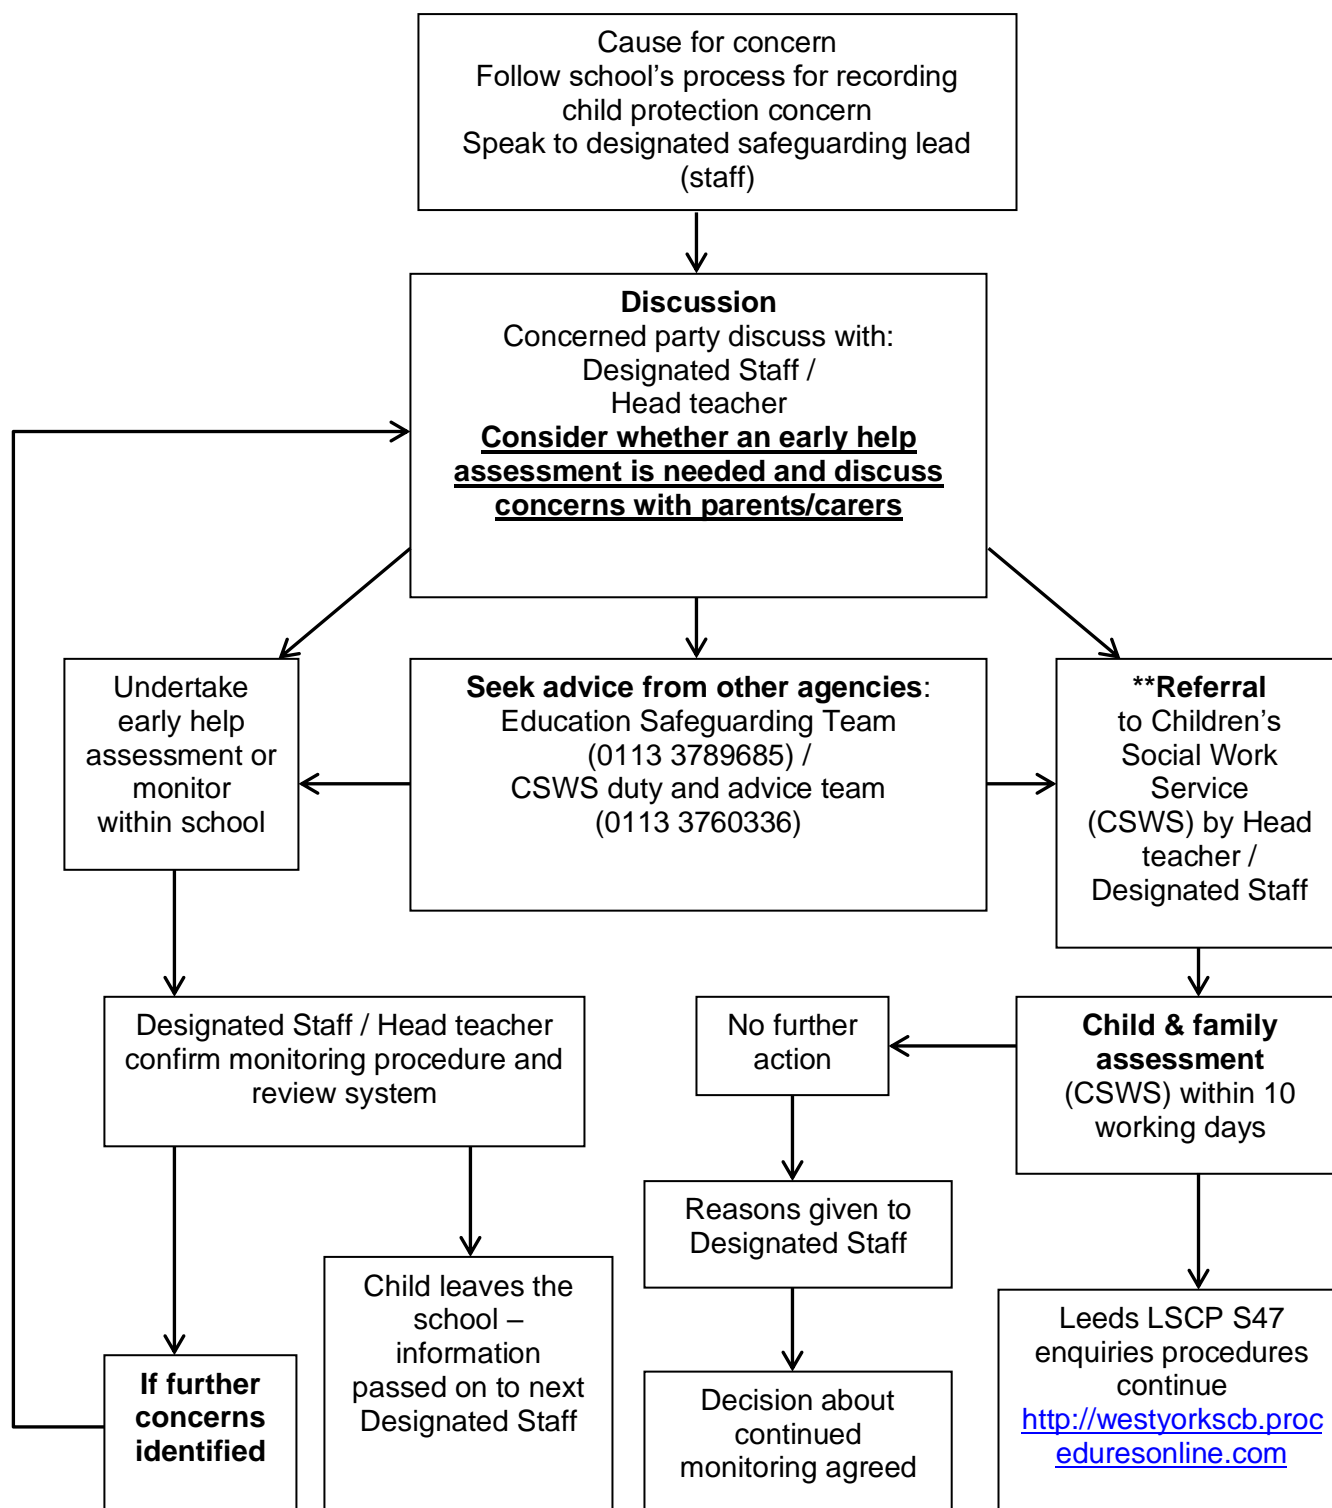 Cause for concern
Follow school's process for recording
child protection concern
Speak to designated safeguarding lead
(staff)
Discussion
Concerned party discuss with:
Designated Staff /
Head teacher
Consider whether an early help
assessment is needed and discuss
concerns with parents/carers
Undertake
early help
assessment or
monitor
within school
Seek advice from other agencies:
Education Safeguarding Team
(0113 3789685) /
CSWS duty and advice team
(0113 3760336)
**Referral
to Children's
Social Work
Service
(CSWS) by Head
teacher /
Designated Staff
Designated Staff / Head teacher
confirm monitoring procedure and
review system
No further
action
Child & family
assessment
(CSWS) within 10
working days
Reasons given to
Designated Staff
If further
concerns
identified
Child leaves the
school –
information
passed on to next
Designated Staff
Decision about
continued
monitoring agreed
Leeds LSCP S47
enquiries procedures
continue
http://westyorkscb.proc
eduresonline.com